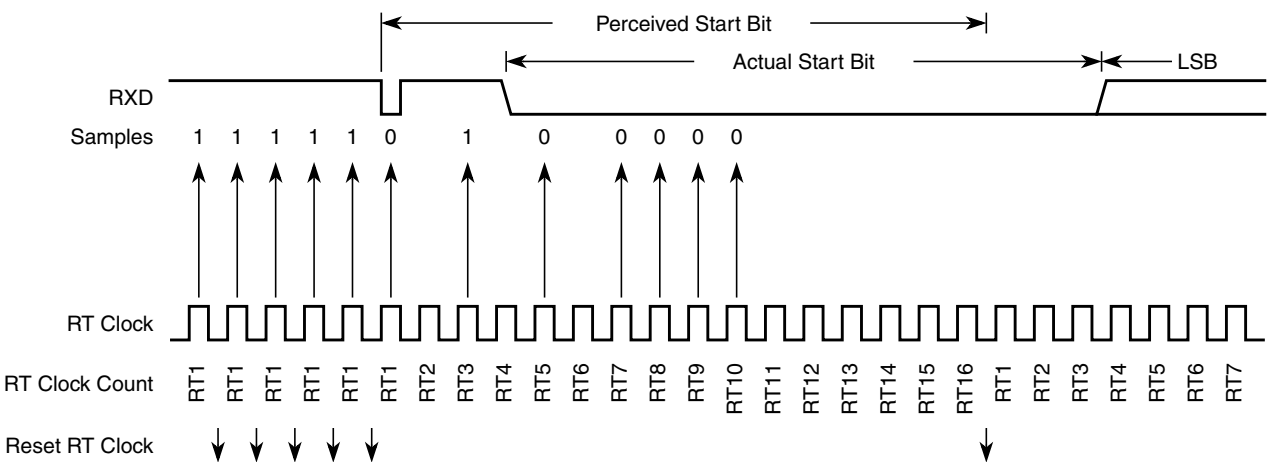 Perceived Start Bit
Actual Start Bit
LSB
RXD
Samples 1 1 1 1 1 0 1 0 0 0 0 0
RT Clock
RT Clock Count RT1 RT1 RT1 RT1 RT1 RT1 RT2 RT3 RT4 RT5 RT6 RT7 RT8 RT9 RT10 RT11 RT12 RT13 RT14 RT15 RT16 RT1 RT2 RT3 RT4 RT5 RT6 RT7
Reset RT Clock